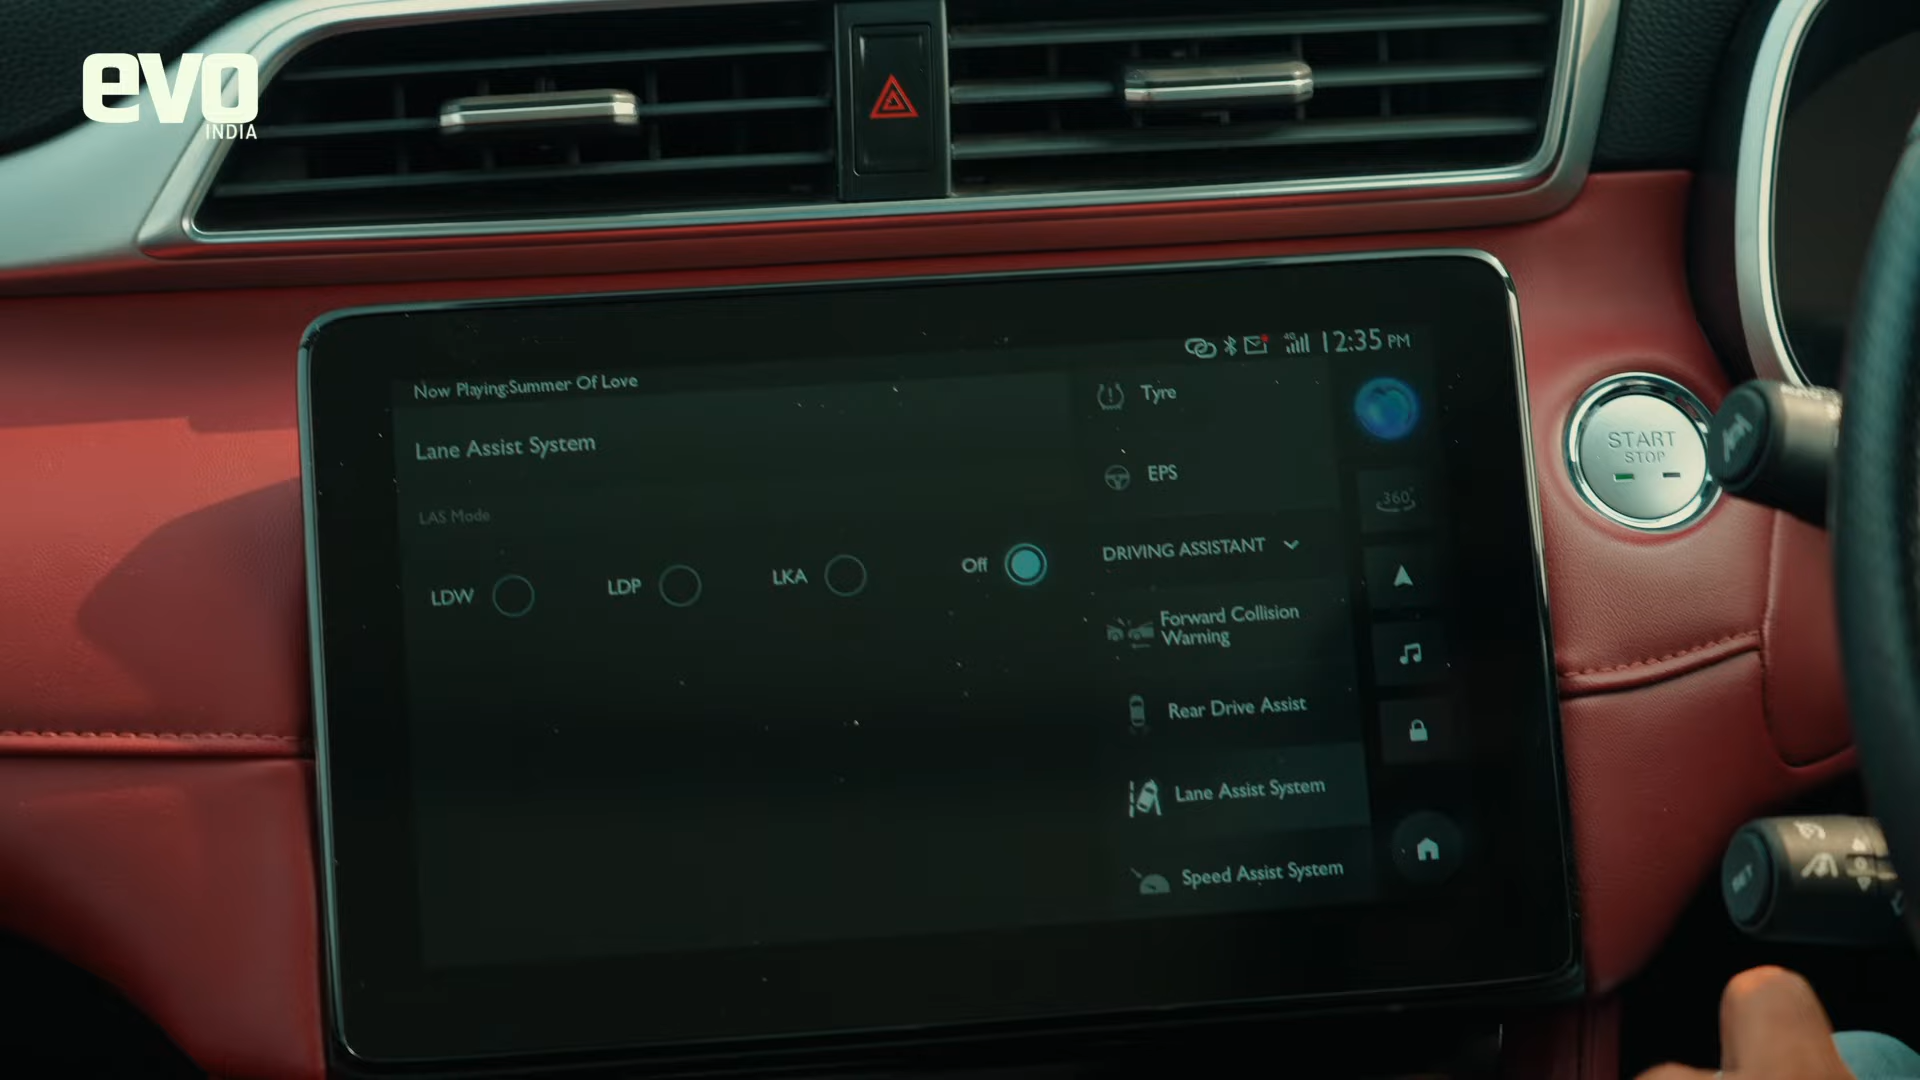 evo
INDIA
4G 12:35 PM
Now Playing:Summer Of Love
Lane Assist System
LAS Mode
LDW
LDP
LKA
Off
Tyre
EPS
DRIVING ASSISTANT
Forward Collision
Warning
Rear Drive Assist
Lane Assist System
Speed Assist System
360°
START
STOP
SET